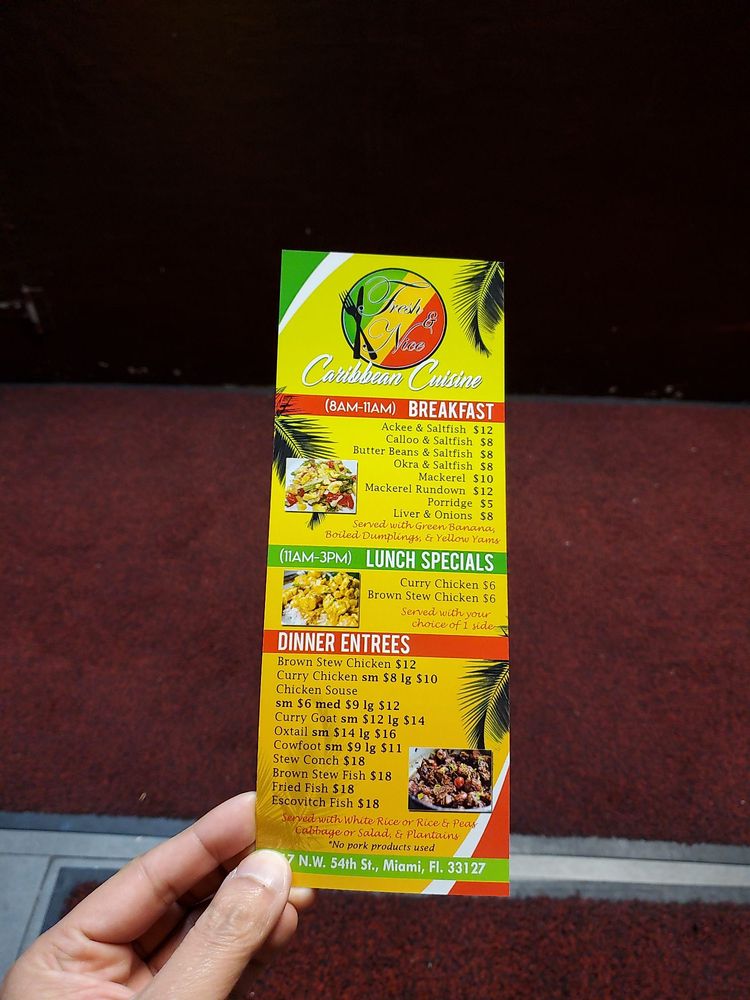 Fresh
&
Nice
Caribbean Cuisine
(8AM-11AM) BREAKFAST
Ackee & Saltfish $12
Calloo & Saltfish $8
Butter Beans & Saltfish $8
Okra & Saltfish $8
Mackerel $10
Mackerel Rundown $12
Porridge $5
Liver & Onions $8
Served with Green Banana,
Boiled Dumplings, & Yellow Yams
(11AM-3PM) LUNCH SPECIALS
Curry Chicken $6
Brown Stew Chicken $6
Served with your
choice of 1 side
DINNER ENTREES
Brown Stew Chicken $12
Curry Chicken sm $8 lg $10
Chicken Souse
sm $6 med $9 lg $12
Curry Goat sm $12 lg $14
Oxtail sm $14 lg $16
Cowfoot sm $9 lg $11
Stew Conch $18
Brown Stew Fish $18
Fried Fish $18
Escovitch Fish $18
Served with White Rice or Rice & Peas
Cabbage or Salad, & Plantains
*No pork products used
N.W. 54th St., Miami, Fl. 33127